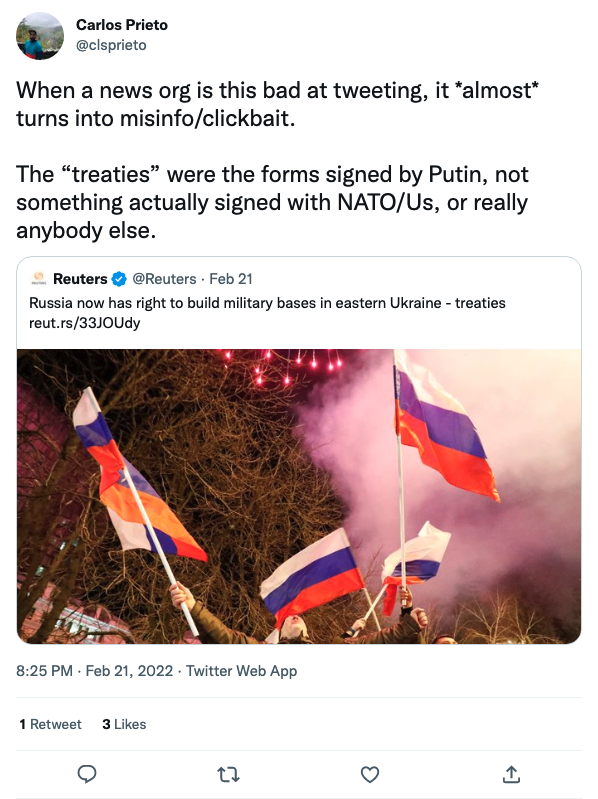 Carlos Prieto
@clsprieto
When a news org is this bad at tweeting, it *almost*
turns into misinfo/clickbait.
The “treaties” were the forms signed by Putin, not
something actually signed with NATO/Us, or really
anybody else.
Reuters @Reuters · Feb 21
Russia now has right to build military bases in eastern Ukraine - treaties
reut.rs/33JOUdy
8:25 PM · Feb 21, 2022 · Twitter Web App
1 Retweet 3 Likes